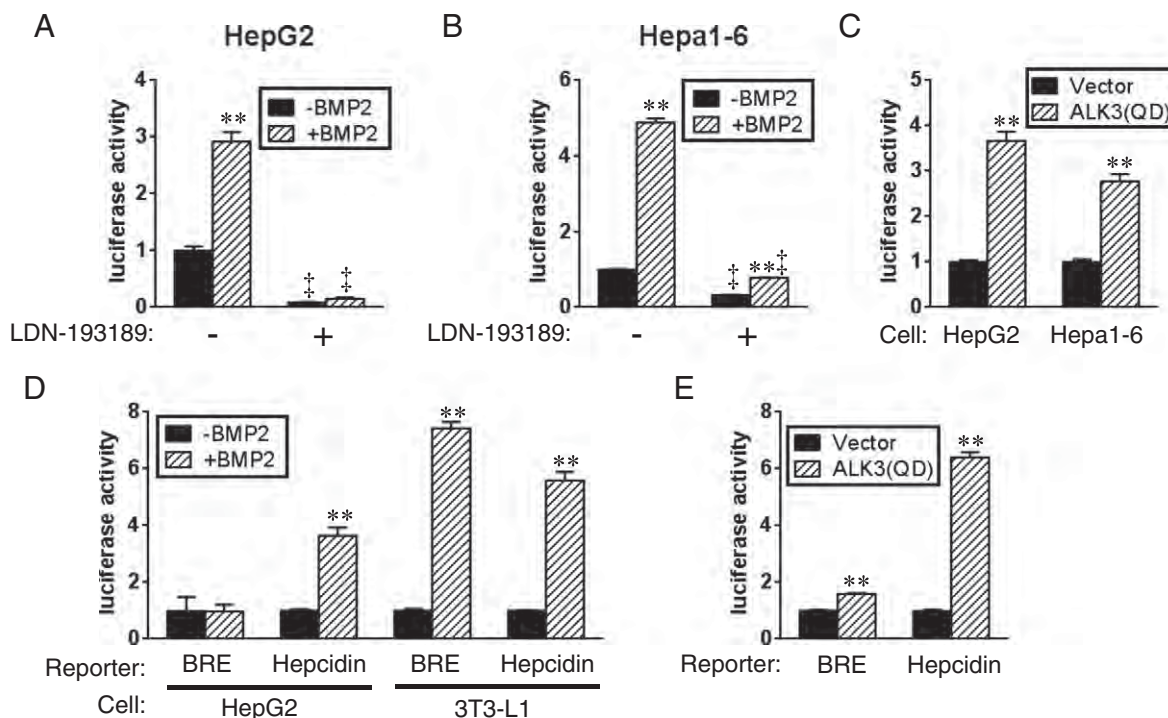 A
HepG2
luciferase activity
4
3
2
1
0
-BMP2
+BMP2
**
‡
‡
LDN-193189: - +
B
Hepa1-6
luciferase activity
6
4
2
0
-BMP2
+BMP2
**
‡
**‡
LDN-193189: - +
C
luciferase activity
5
4
3
2
1
0
Vector
ALK3(QD)
**
**
Cell: HepG2 Hepa1-6
D
luciferase activity
8
6
4
2
0
-BMP2
+BMP2
**
**
**
Reporter: BRE Hepcidin BRE Hepcidin
Cell: HepG2 3T3-L1
E
luciferase activity
8
6
4
2
0
Vector
ALK3(QD)
**
**
Reporter: BRE Hepcidin